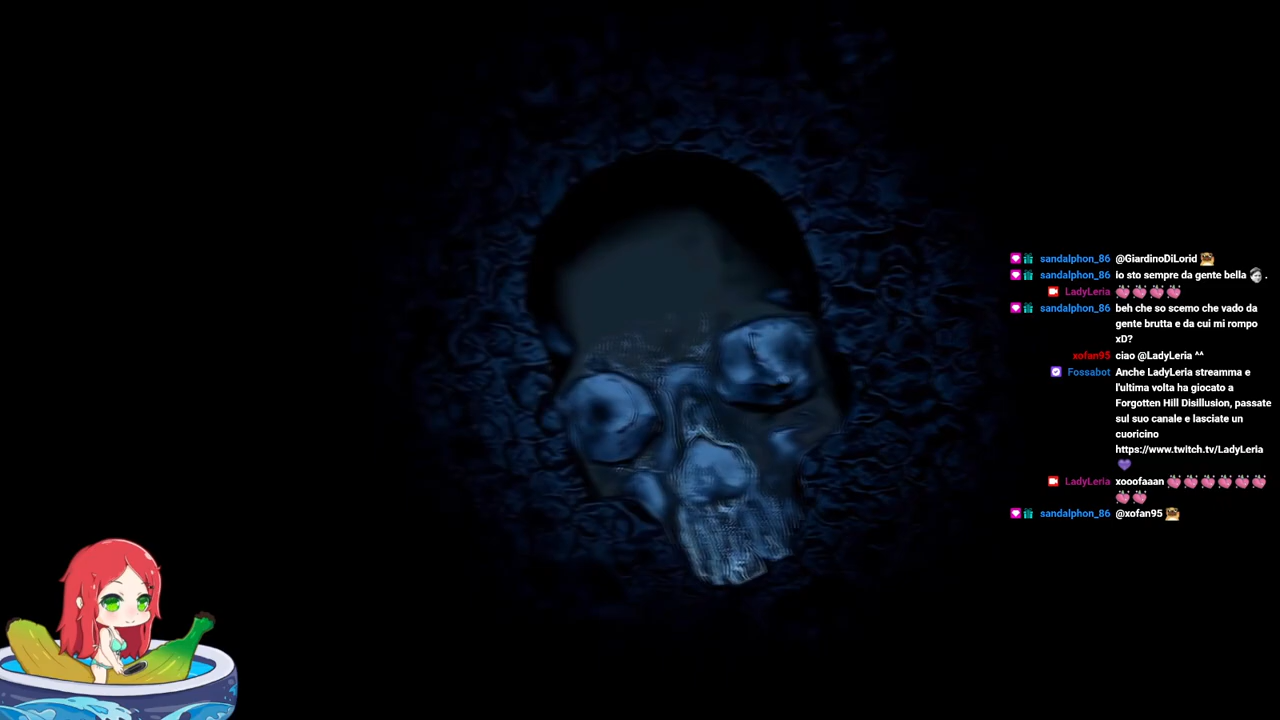 sandalphon_86 @GiardinoDiLorid
sandalphon_86 Io sto sempre da gente bella .
LadyLeria
sandalphon_86 beh che so scemo che vado da
gente brutta e da cui mi rompo
xD?
xofan95 ciao @LadyLeria ^^
Fossabot Anche LadyLeria streamma e
l'ultima volta ha giocato a
Forgotten Hill Disillusion, passate
sul suo canale e lasciate un
cuoricino
https://www.twitch.tv/LadyLeria
LadyLeria xooofaaan
sandalphon_86 @xofan95